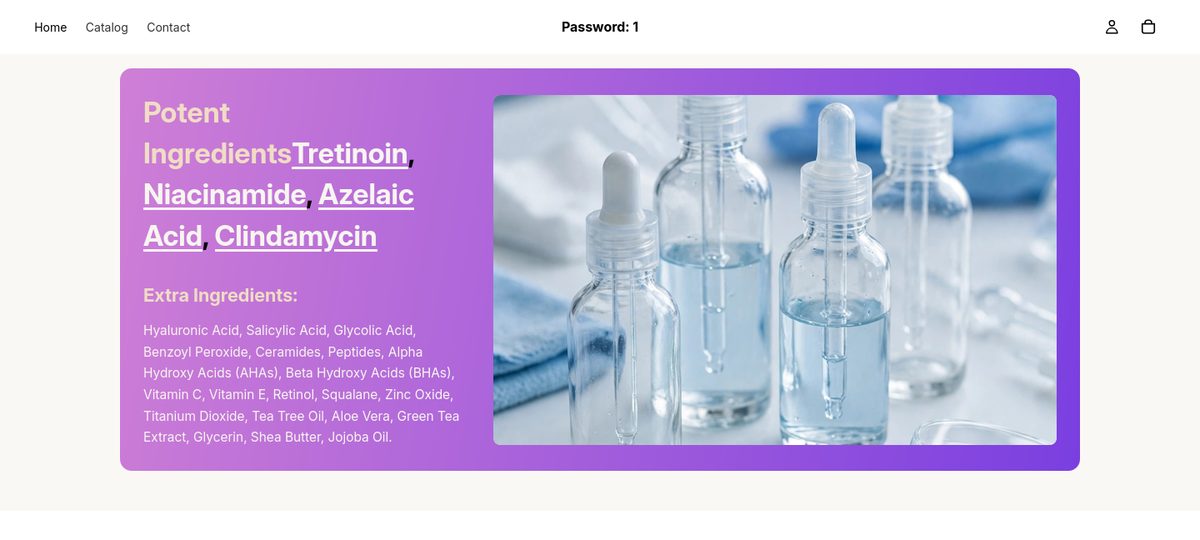 Home Catalog Contact Password: 1
Potent
IngredientsTretinoin,
Niacinamide, Azelaic
Acid, Clindamycin
Extra Ingredients:
Hyaluronic Acid, Salicylic Acid, Glycolic Acid,
Benzoyl Peroxide, Ceramides, Peptides, Alpha
Hydroxy Acids (AHAs), Beta Hydroxy Acids (BHAs),
Vitamin C, Vitamin E, Retinol, Squalane, Zinc Oxide,
Titanium Dioxide, Tea Tree Oil, Aloe Vera, Green Tea
Extract, Glycerin, Shea Butter, Jojoba Oil.